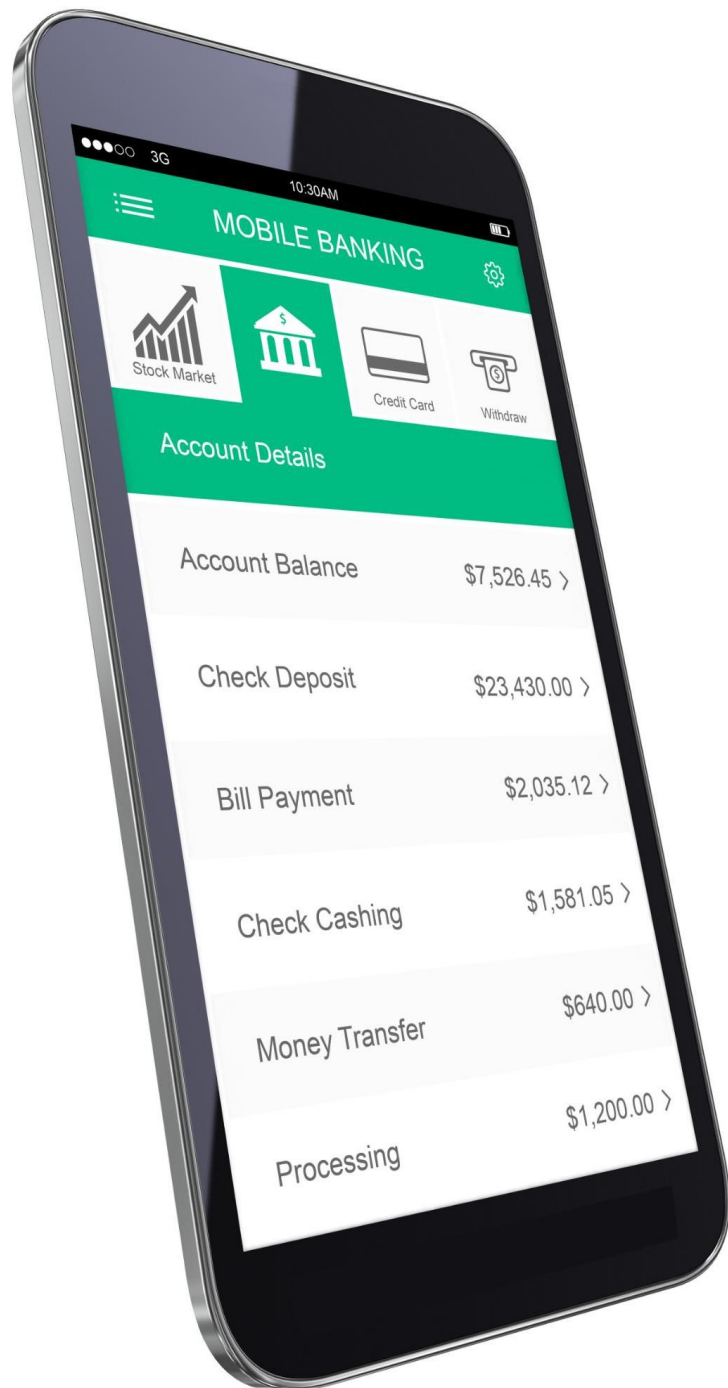 3G
10:30AM
MOBILE BANKING
Stock Market
$
Credit Card
$
Withdraw
Account Details
Account Balance $7,526.45 >
Check Deposit $23,430.00 >
Bill Payment $2,035.12 >
Check Cashing $1,581.05 >
Money Transfer $640.00 >
Processing $1,200.00 >